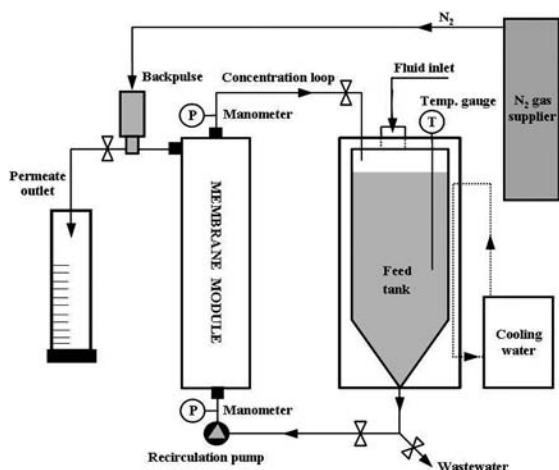 N2
Backpulse
Concentration loop
Fluid inlet
P
Manometer
Temp. gauge
T
N2 gas
supplier
Permeate
outlet
MEMBRANE MODULE
Feed
tank
Cooling
water
P
Manometer
Recirculation pump
Wastewater